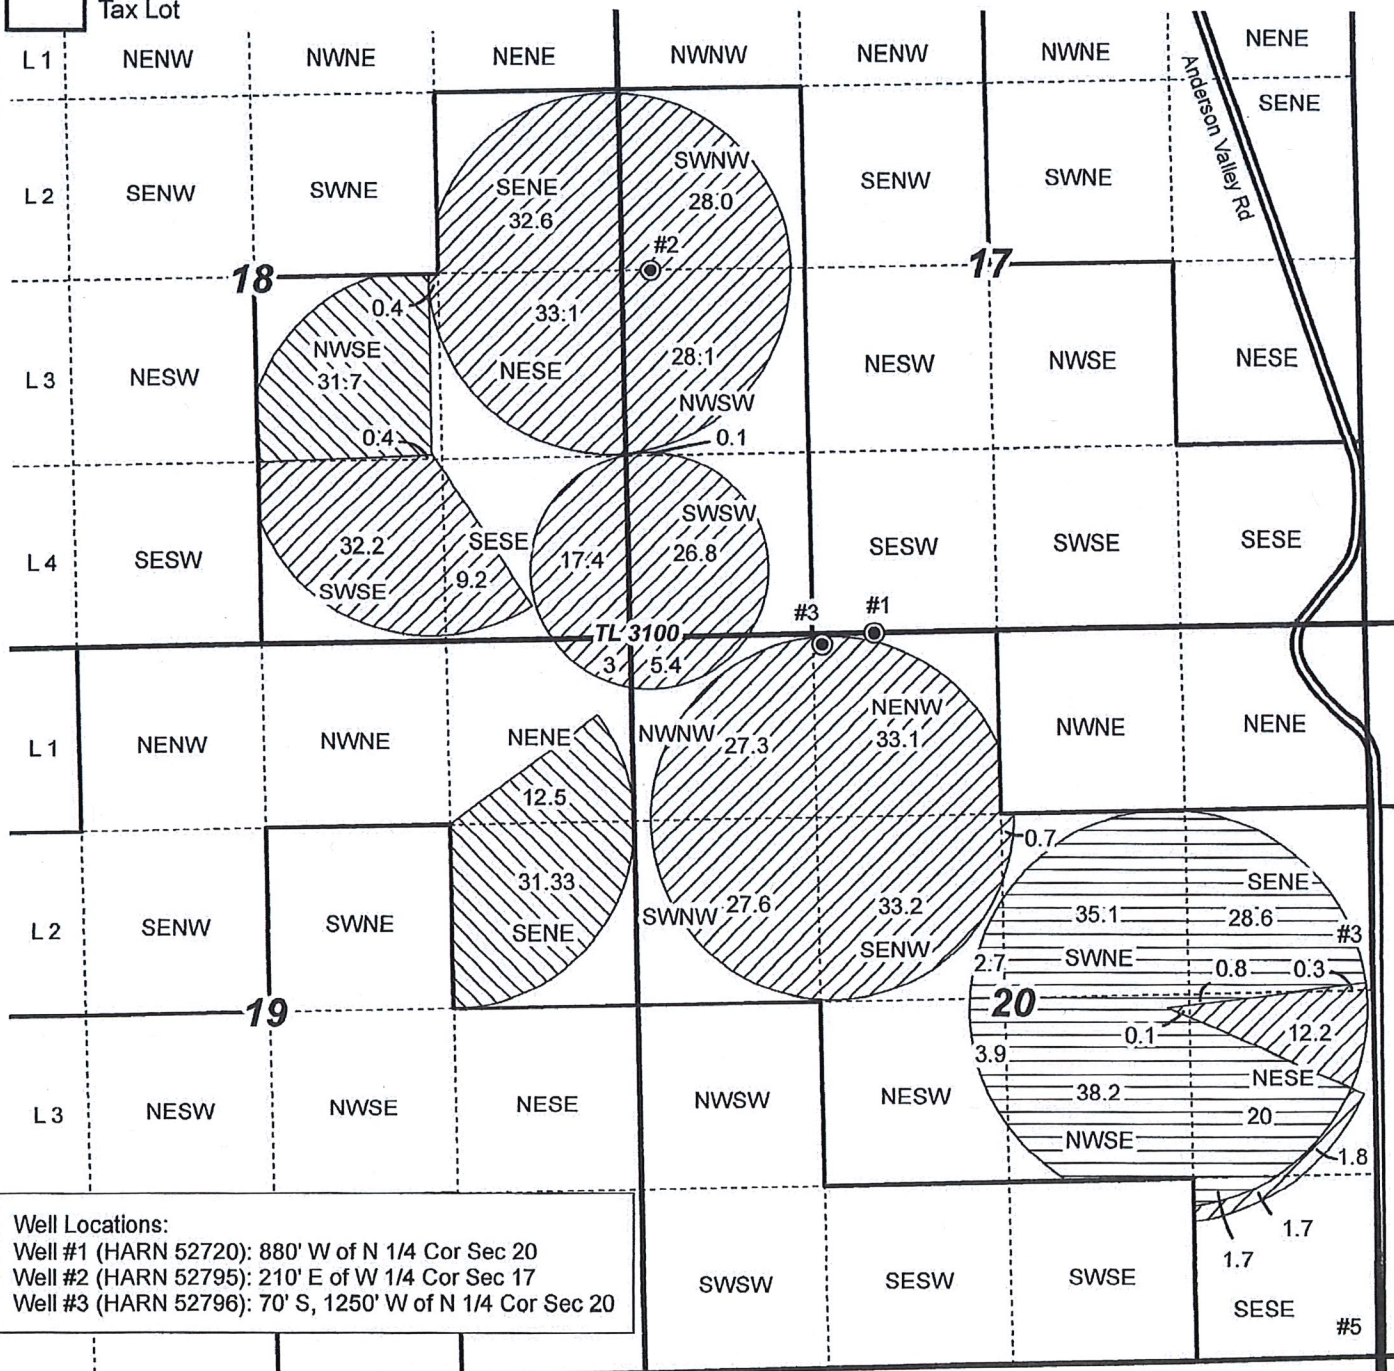 Tax Lot
L 1 NENW NWNE NENE NWNW NENW NWNE NENE
SENE
Anderson Valley Rd
L 2 SENW SWNE SENE SWNW SENW SWNE
32.6 28.0
#2
18 17
0.4
33.1
NWSE
31.7
L 3 NESW NESE 28.1 NESW NWSE NESE
NWSW
0.4 0.1
SWSW
L 4 SESW 32.2 SESE 17.4 26.8 SESW SWSE SESE
SWSE 9.2
#3 #1
TL 3100
3 5.4
NENW
L 1 NENW NWNE NENE NWNW 27.3 33.1 NWNE NENE
12.5
0.7
31.33 SENE
L 2 SENW SWNE SENE SWNW 27.6 33.2 35.1 28.6
SENW #3
2.7 SWNE 0.8 0.3
19 20
0.1 12.2
3.9
NESE
L 3 NESW NWSE NESE NWSW NESW 38.2 20
NWSE 1.8
1.7
1.7
SWSW SESW SWSE
SESE
#5
Well Locations:
Well #1 (HARN 52720): 880' W of N 1/4 Cor Sec 20
Well #2 (HARN 52795): 210' E of W 1/4 Cor Sec 17
Well #3 (HARN 52796): 70' S, 1250' W of N 1/4 Cor Sec 20